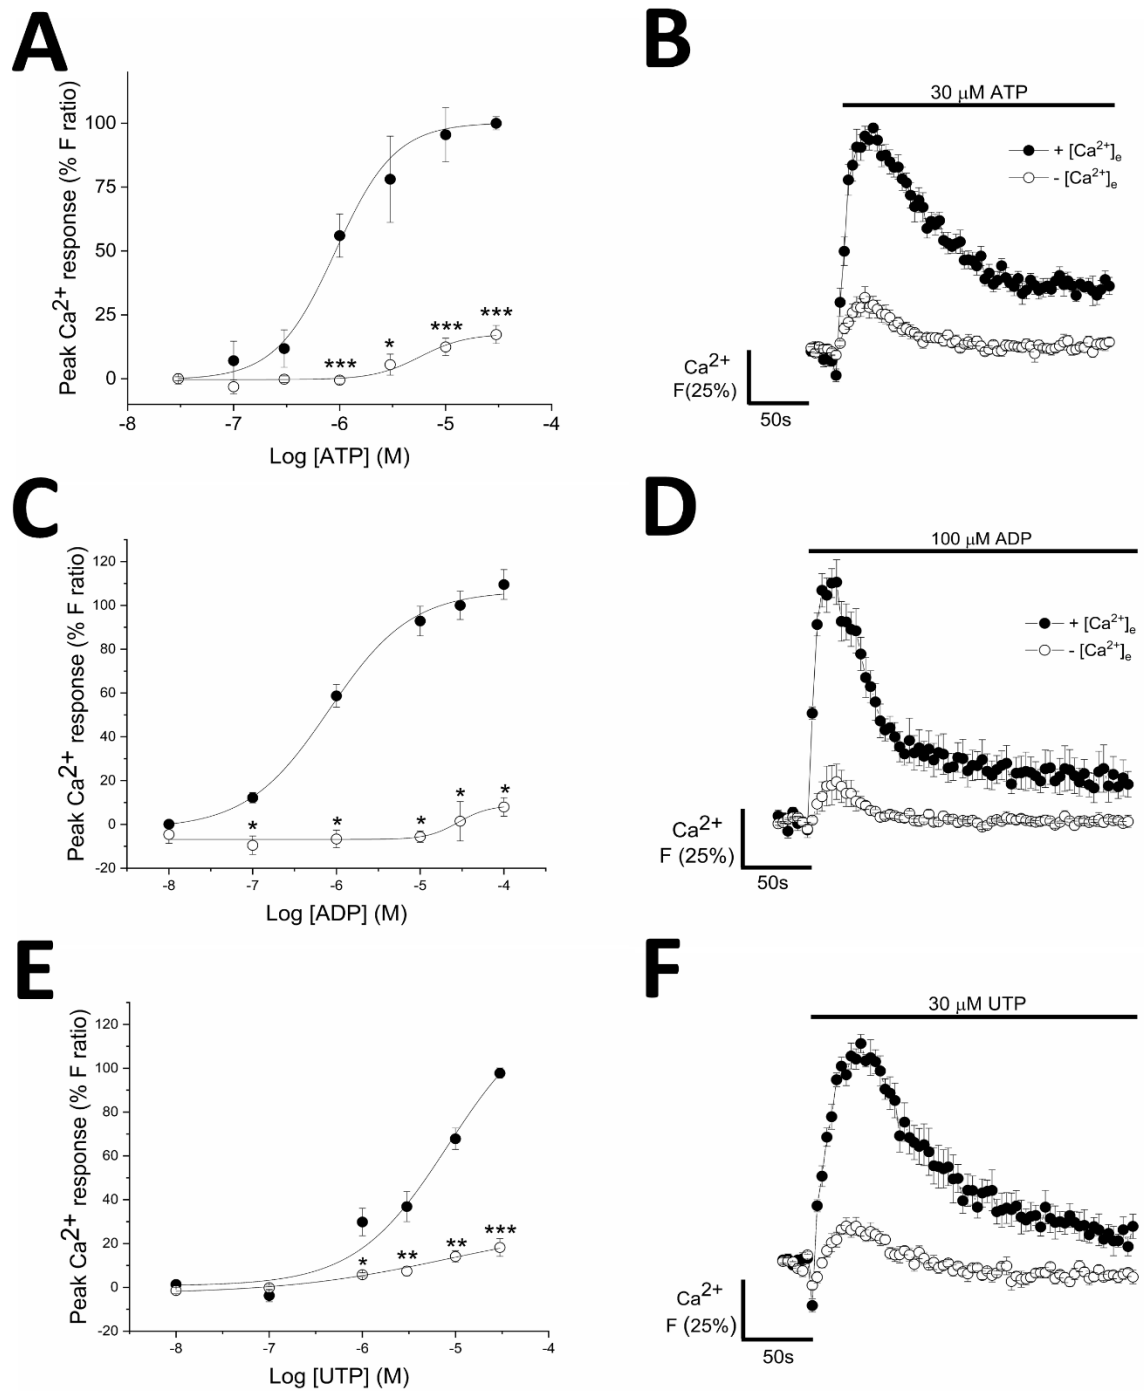 A
Peak Ca2+ response (% F ratio)
100
75
50
25
0
***
*
***
***
-8
-7
-6
-5
-4
Log [ATP] (M)
B
30 μM ATP
+ [Ca2+]e
- [Ca2+]e
Ca2+
F(25%)
50s
C
Peak Ca2+ response (% F ratio)
120
100
80
60
40
20
0
-20
*
*
*
*
*
-8
-7
-6
-5
-4
Log [ADP] (M)
D
100 μM ADP
+ [Ca2+]e
- [Ca2+]e
Ca2+
F (25%)
50s
E
Peak Ca2+ response (% F ratio)
120
100
80
60
40
20
0
-20
*
**
**
***
-8
-7
-6
-5
-4
Log [UTP] (M)
F
30 μM UTP
Ca2+
F (25%)
50s